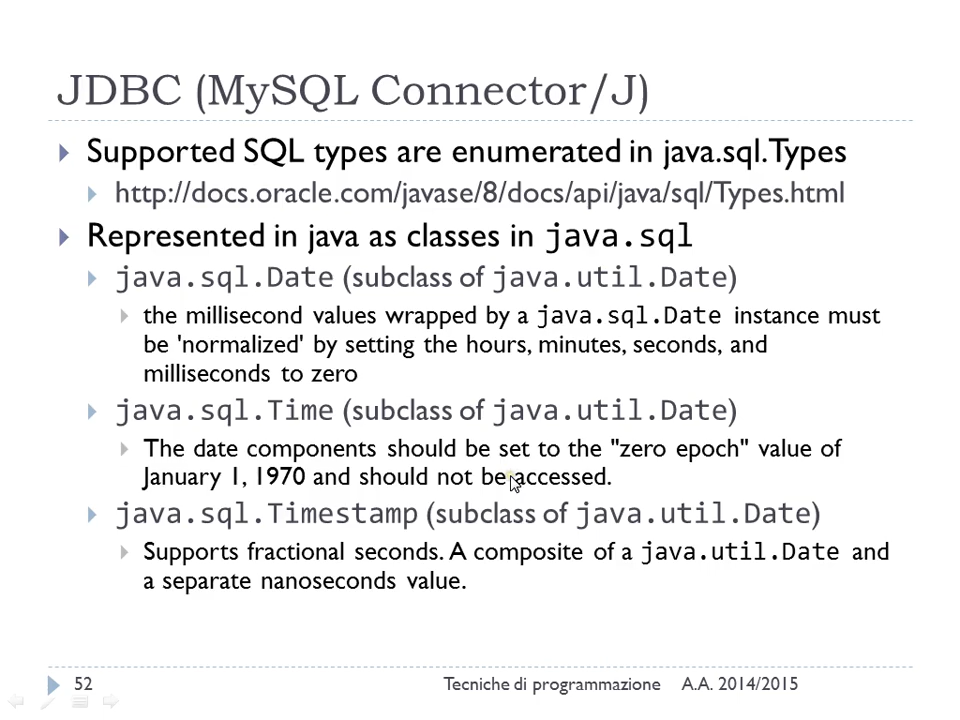 JDBC (MySQL Connector/J)
Supported SQL types are enumerated in java.sql.Types
http://docs.oracle.com/javase/8/docs/api/java/sql/Types.html
Represented in java as classes in java.sql
java.sql.Date (subclass of java.util.Date)
the millisecond values wrapped by a java.sql.Date instance must
be 'normalized' by setting the hours, minutes, seconds, and
milliseconds to zero
java.sql.Time (subclass of java.util.Date)
The date components should be set to the "zero epoch" value of
January 1, 1970 and should not be accessed.
java.sql.Timestamp (subclass of java.util.Date)
Supports fractional seconds. A composite of a java.util.Date and
a separate nanoseconds value.
52 Tecniche di programmazione A.A. 2014/2015